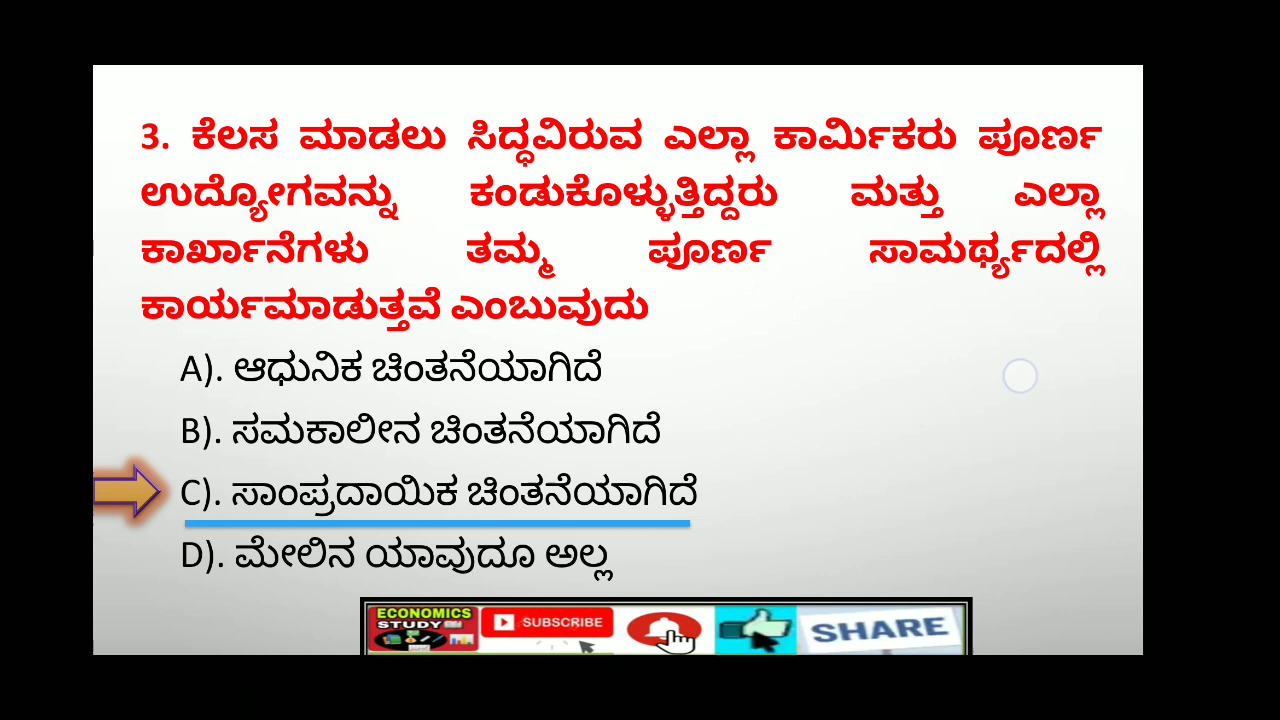 3. ಕೆಲಸ ಮಾಡಲು ಸಿದ್ಧವಿರುವ ಎಲ್ಲಾ ಕಾರ್ಮಿಕರು ಪೂರ್ಣ
ಉದ್ಯೋಗವನ್ನು ಕಂಡುಕೊಳ್ಳುತ್ತಿದ್ದರು ಮತ್ತು ಎಲ್ಲಾ
ಕಾರ್ಖಾನೆಗಳು ತಮ್ಮ ಪೂರ್ಣ ಸಾಮರ್ಥ್ಯದಲ್ಲಿ
ಕಾರ್ಯಮಾಡುತ್ತವೆ ಎಂಬುವುದು
A). ಆಧುನಿಕ ಚಿಂತನೆಯಾಗಿದೆ
B). ಸಮಕಾಲೀನ ಚಿಂತನೆಯಾಗಿದೆ
C). ಸಾಂಪ್ರದಾಯಿಕ ಚಿಂತನೆಯಾಗಿದೆ
D). ಮೇಲಿನ ಯಾವುದೂ ಅಲ್ಲ
ECONOMICS
STUDY
SUBSCRIBE
SHARE